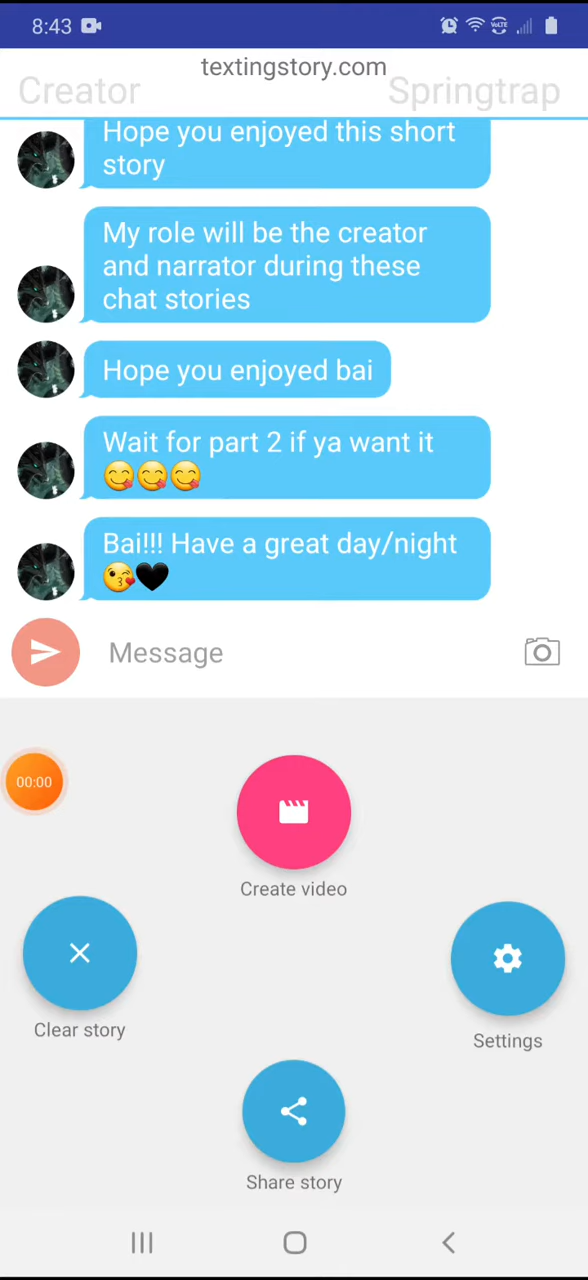 8:43
VoLTE
textingstory.com
Creator
Springtrap
Hope you enjoyed this short
story
My role will be the creator
and narrator during these
chat stories
Hope you enjoyed bai
Wait for part 2 if ya want it
😋😋😋
Bai!!! Have a great day/night
😘🖤
Message
00:00
Create video
Clear story
Settings
Share story